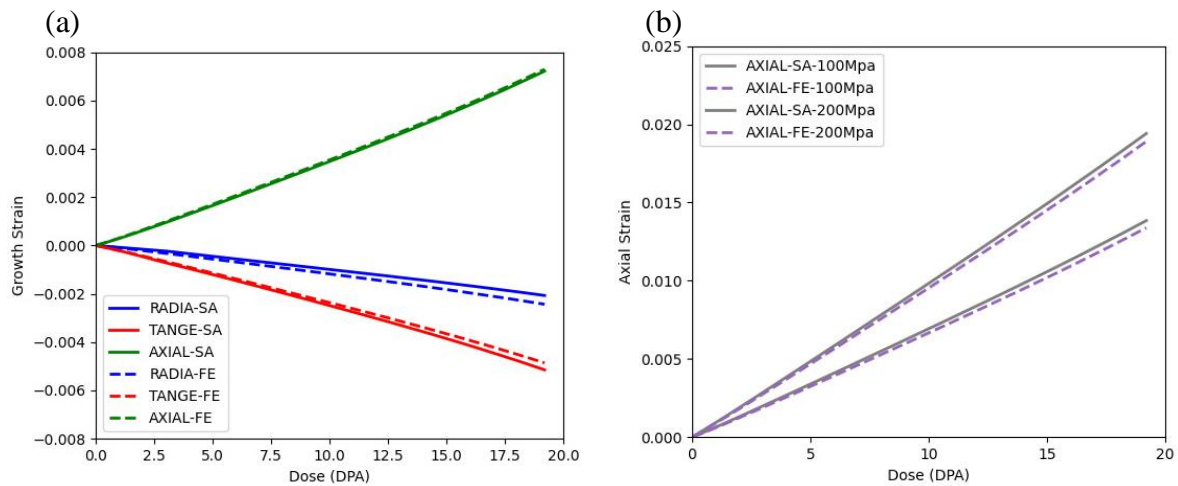 (a)
0.008
0.006
0.004
0.002
0.000
−0.002
−0.004
−0.006
−0.008
Growth Strain
RADIA-SA
TANGE-SA
AXIAL-SA
RADIA-FE
TANGE-FE
AXIAL-FE
0.0 2.5 5.0 7.5 10.0 12.5 15.0 17.5 20.0
Dose (DPA)
(b)
0.025
0.020
0.015
0.010
0.005
0.000
Axial Strain
AXIAL-SA-100Mpa
AXIAL-FE-100Mpa
AXIAL-SA-200Mpa
AXIAL-FE-200Mpa
0 5 10 15 20
Dose (DPA)